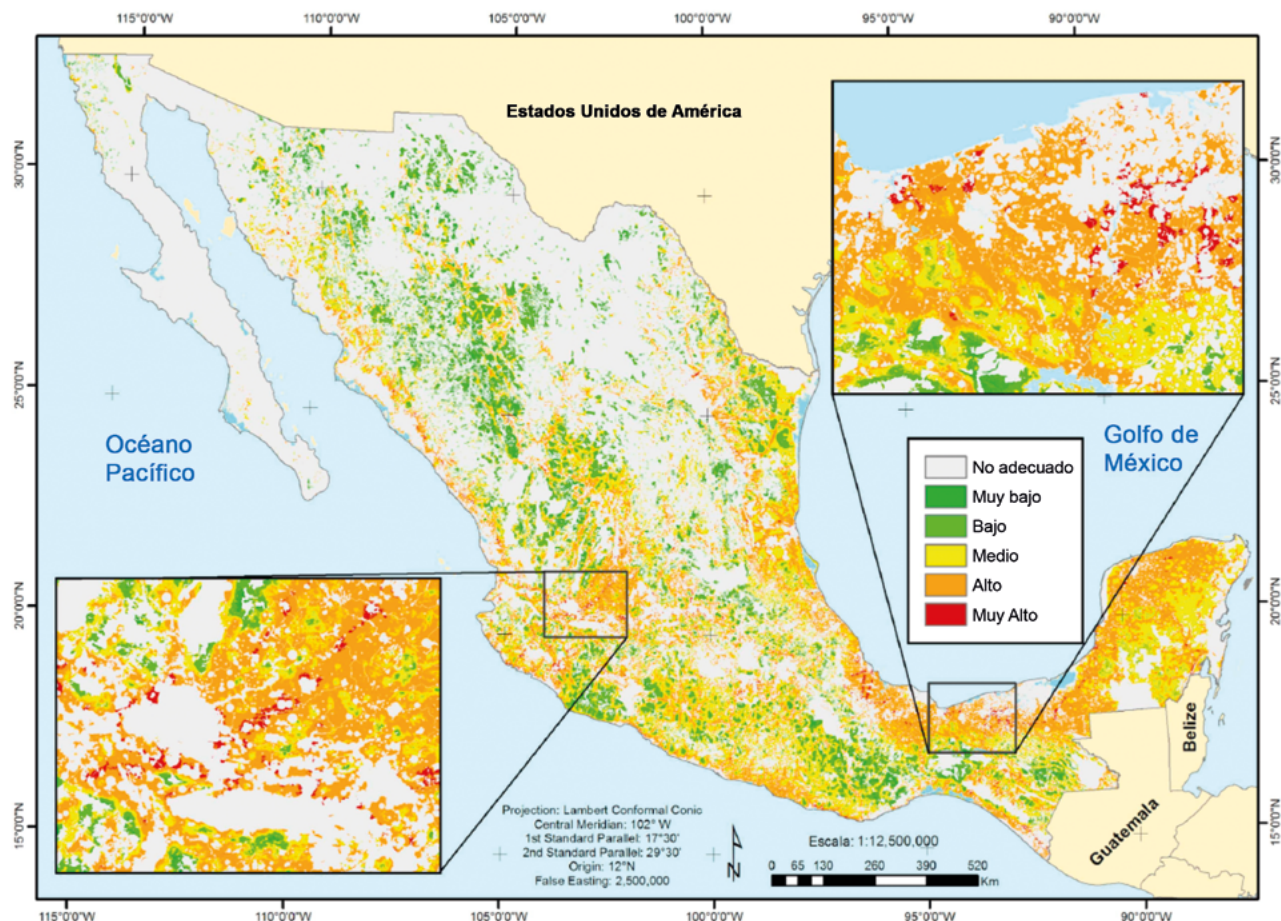 115°0'0"W 110°0'0"W 105°0'0"W 100°0'0"W 95°0'0"W 90°0'0"W
Estados Unidos de América
30°0'0"N
30°0'0"N
25°0'0"N
25°0'0"N
Océano
Pacífico
Golfo de
México
No adecuado
Muy bajo
Bajo
Medio
Alto
Muy Alto
20°0'0"N
20°0'0"N
Belize
Guatemala
15°0'0"N
15°0'0"N
Projection: Lambert Conformal Conic
Central Meridian: 102° W
1st Standard Parallel: 17°30'
2nd Standard Parallel: 29°30'
Origin: 12°N
False Easting: 2,500,000
N
Escala: 1:12,500,000
0 65 130 260 390 520
Km
115°0'0"W 110°0'0"W 105°0'0"W 100°0'0"W 95°0'0"W 90°0'0"W